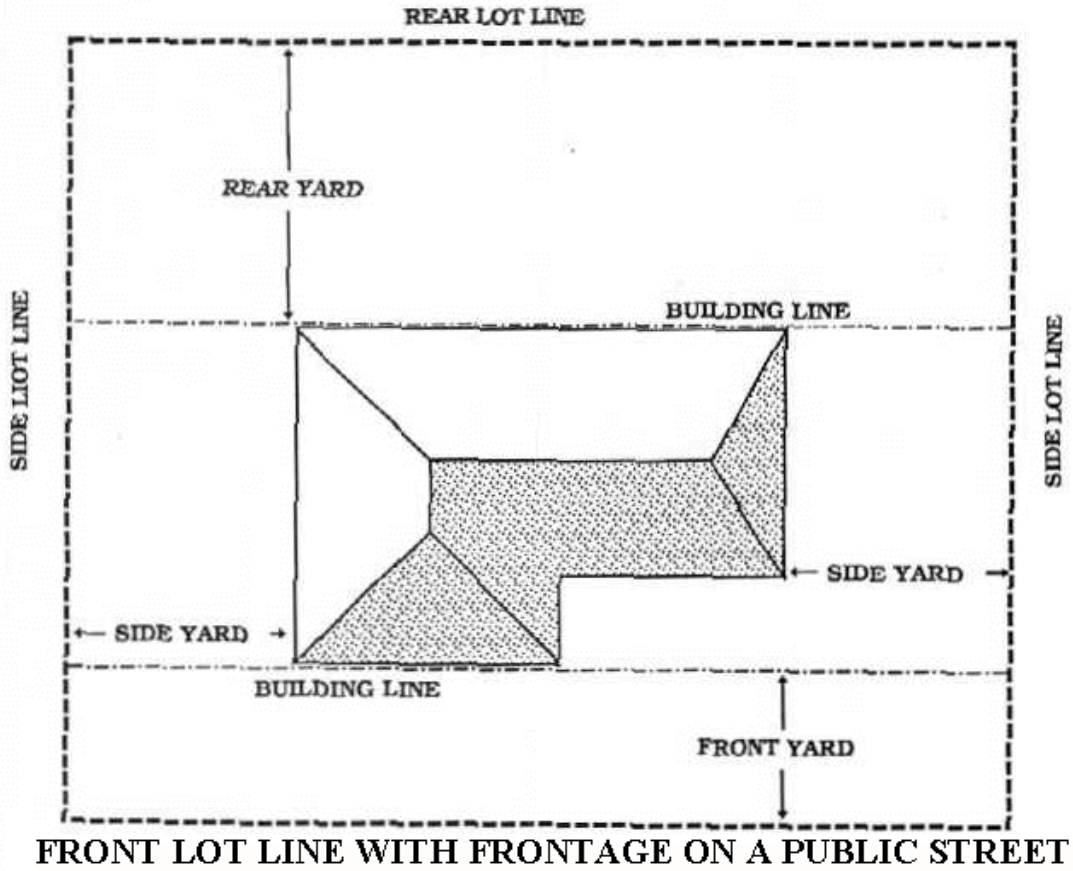 REAR LOT LINE
REAR YARD
BUILDING LINE
SIDE LIOT LINE
SIDE LOT LINE
SIDE YARD
SIDE YARD
BUILDING LINE
FRONT YARD
FRONT LOT LINE WITH FRONTAGE ON A PUBLIC STREET